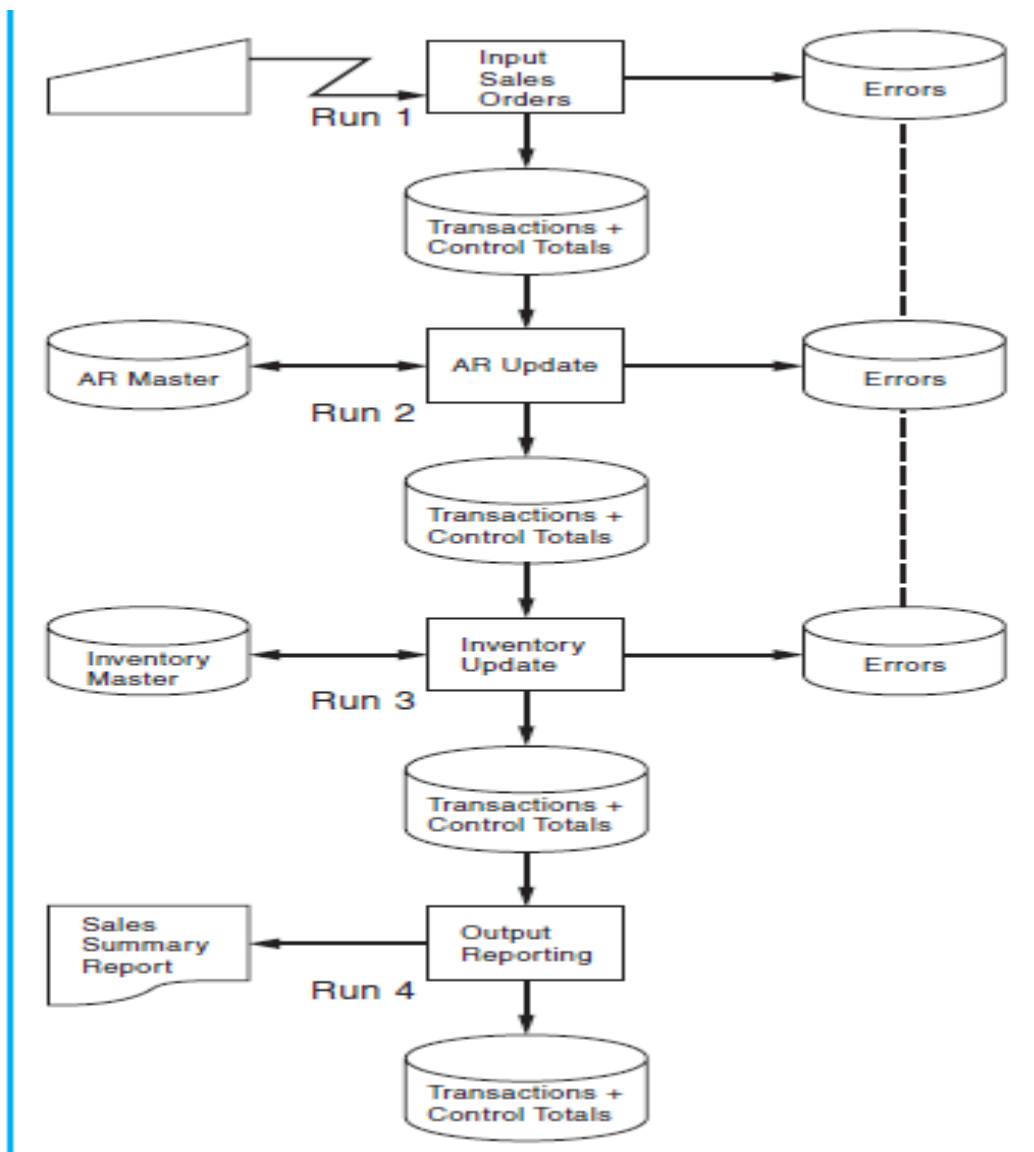 Input
Sales
Orders
Errors
Run 1
Transactions +
Control Totals
AR Master
AR Update
Errors
Run 2
Transactions +
Control Totals
Inventory
Master
Inventory
Update
Errors
Run 3
Transactions +
Control Totals
Sales
Summary
Report
Output
Reporting
Run 4
Transactions +
Control Totals